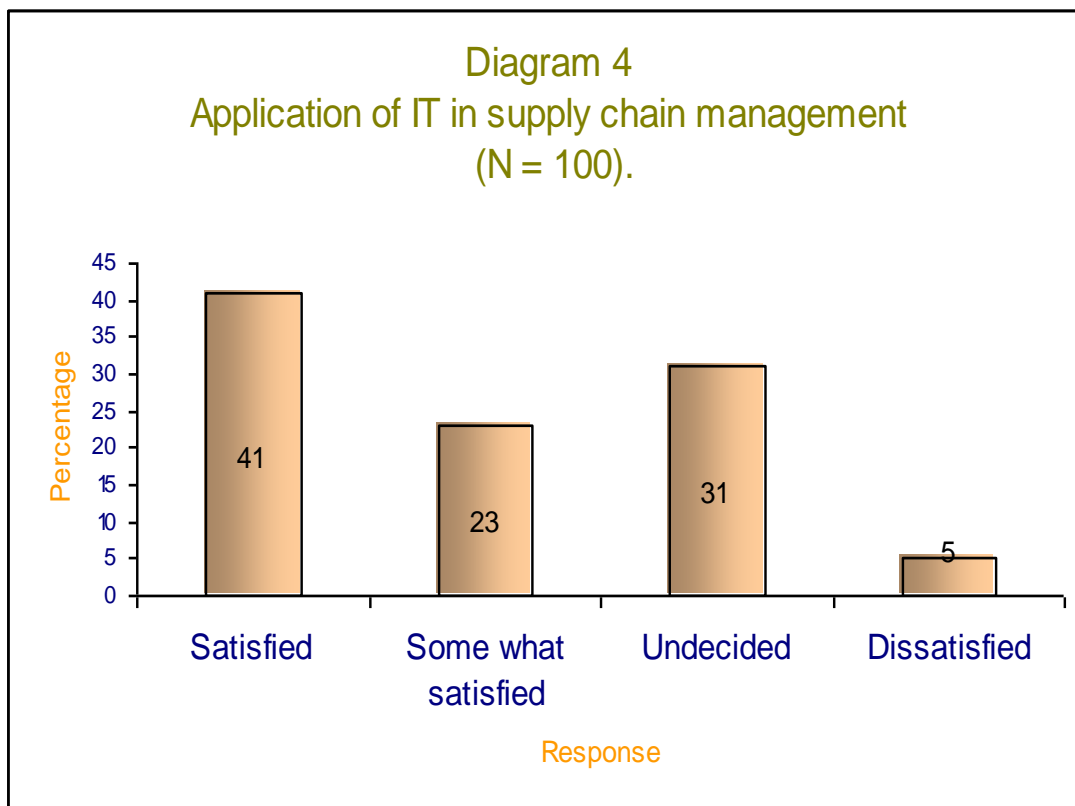 Diagram 4
Application of IT in supply chain management
(N = 100).
45
40
35
30
25
20
15
10
5
0
Percentage
41
23
31
5
Satisfied
Some what
satisfied
Undecided
Dissatisfied
Response